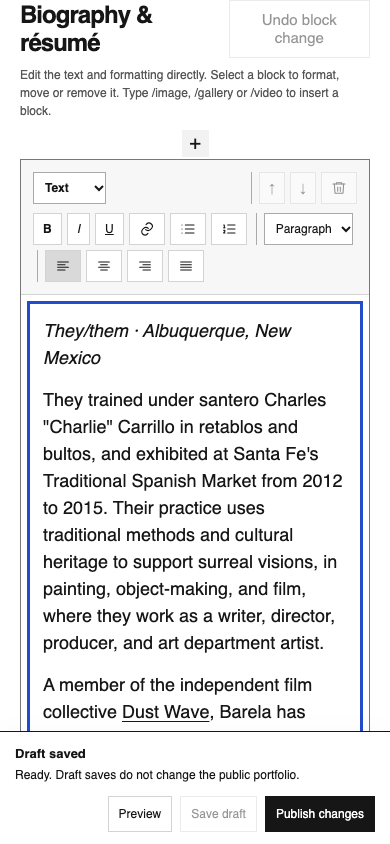 Biography &
résumé
Undo block
change
Edit the text and formatting directly. Select a block to format,
move or remove it. Type /image, /gallery or /video to insert a
block.
+
Text
↑ ↓
B I U
Paragraph
They/them · Albuquerque, New
Mexico
They trained under santero Charles
"Charlie" Carrillo in retablos and
bultos, and exhibited at Santa Fe's
Traditional Spanish Market from 2012
to 2015. Their practice uses
traditional methods and cultural
heritage to support surreal visions, in
painting, object-making, and film,
where they work as a writer, director,
producer, and art department artist.
A member of the independent film
collective Dust Wave, Barela has
Draft saved
Ready. Draft saves do not change the public portfolio.
Preview
Save draft
Publish changes